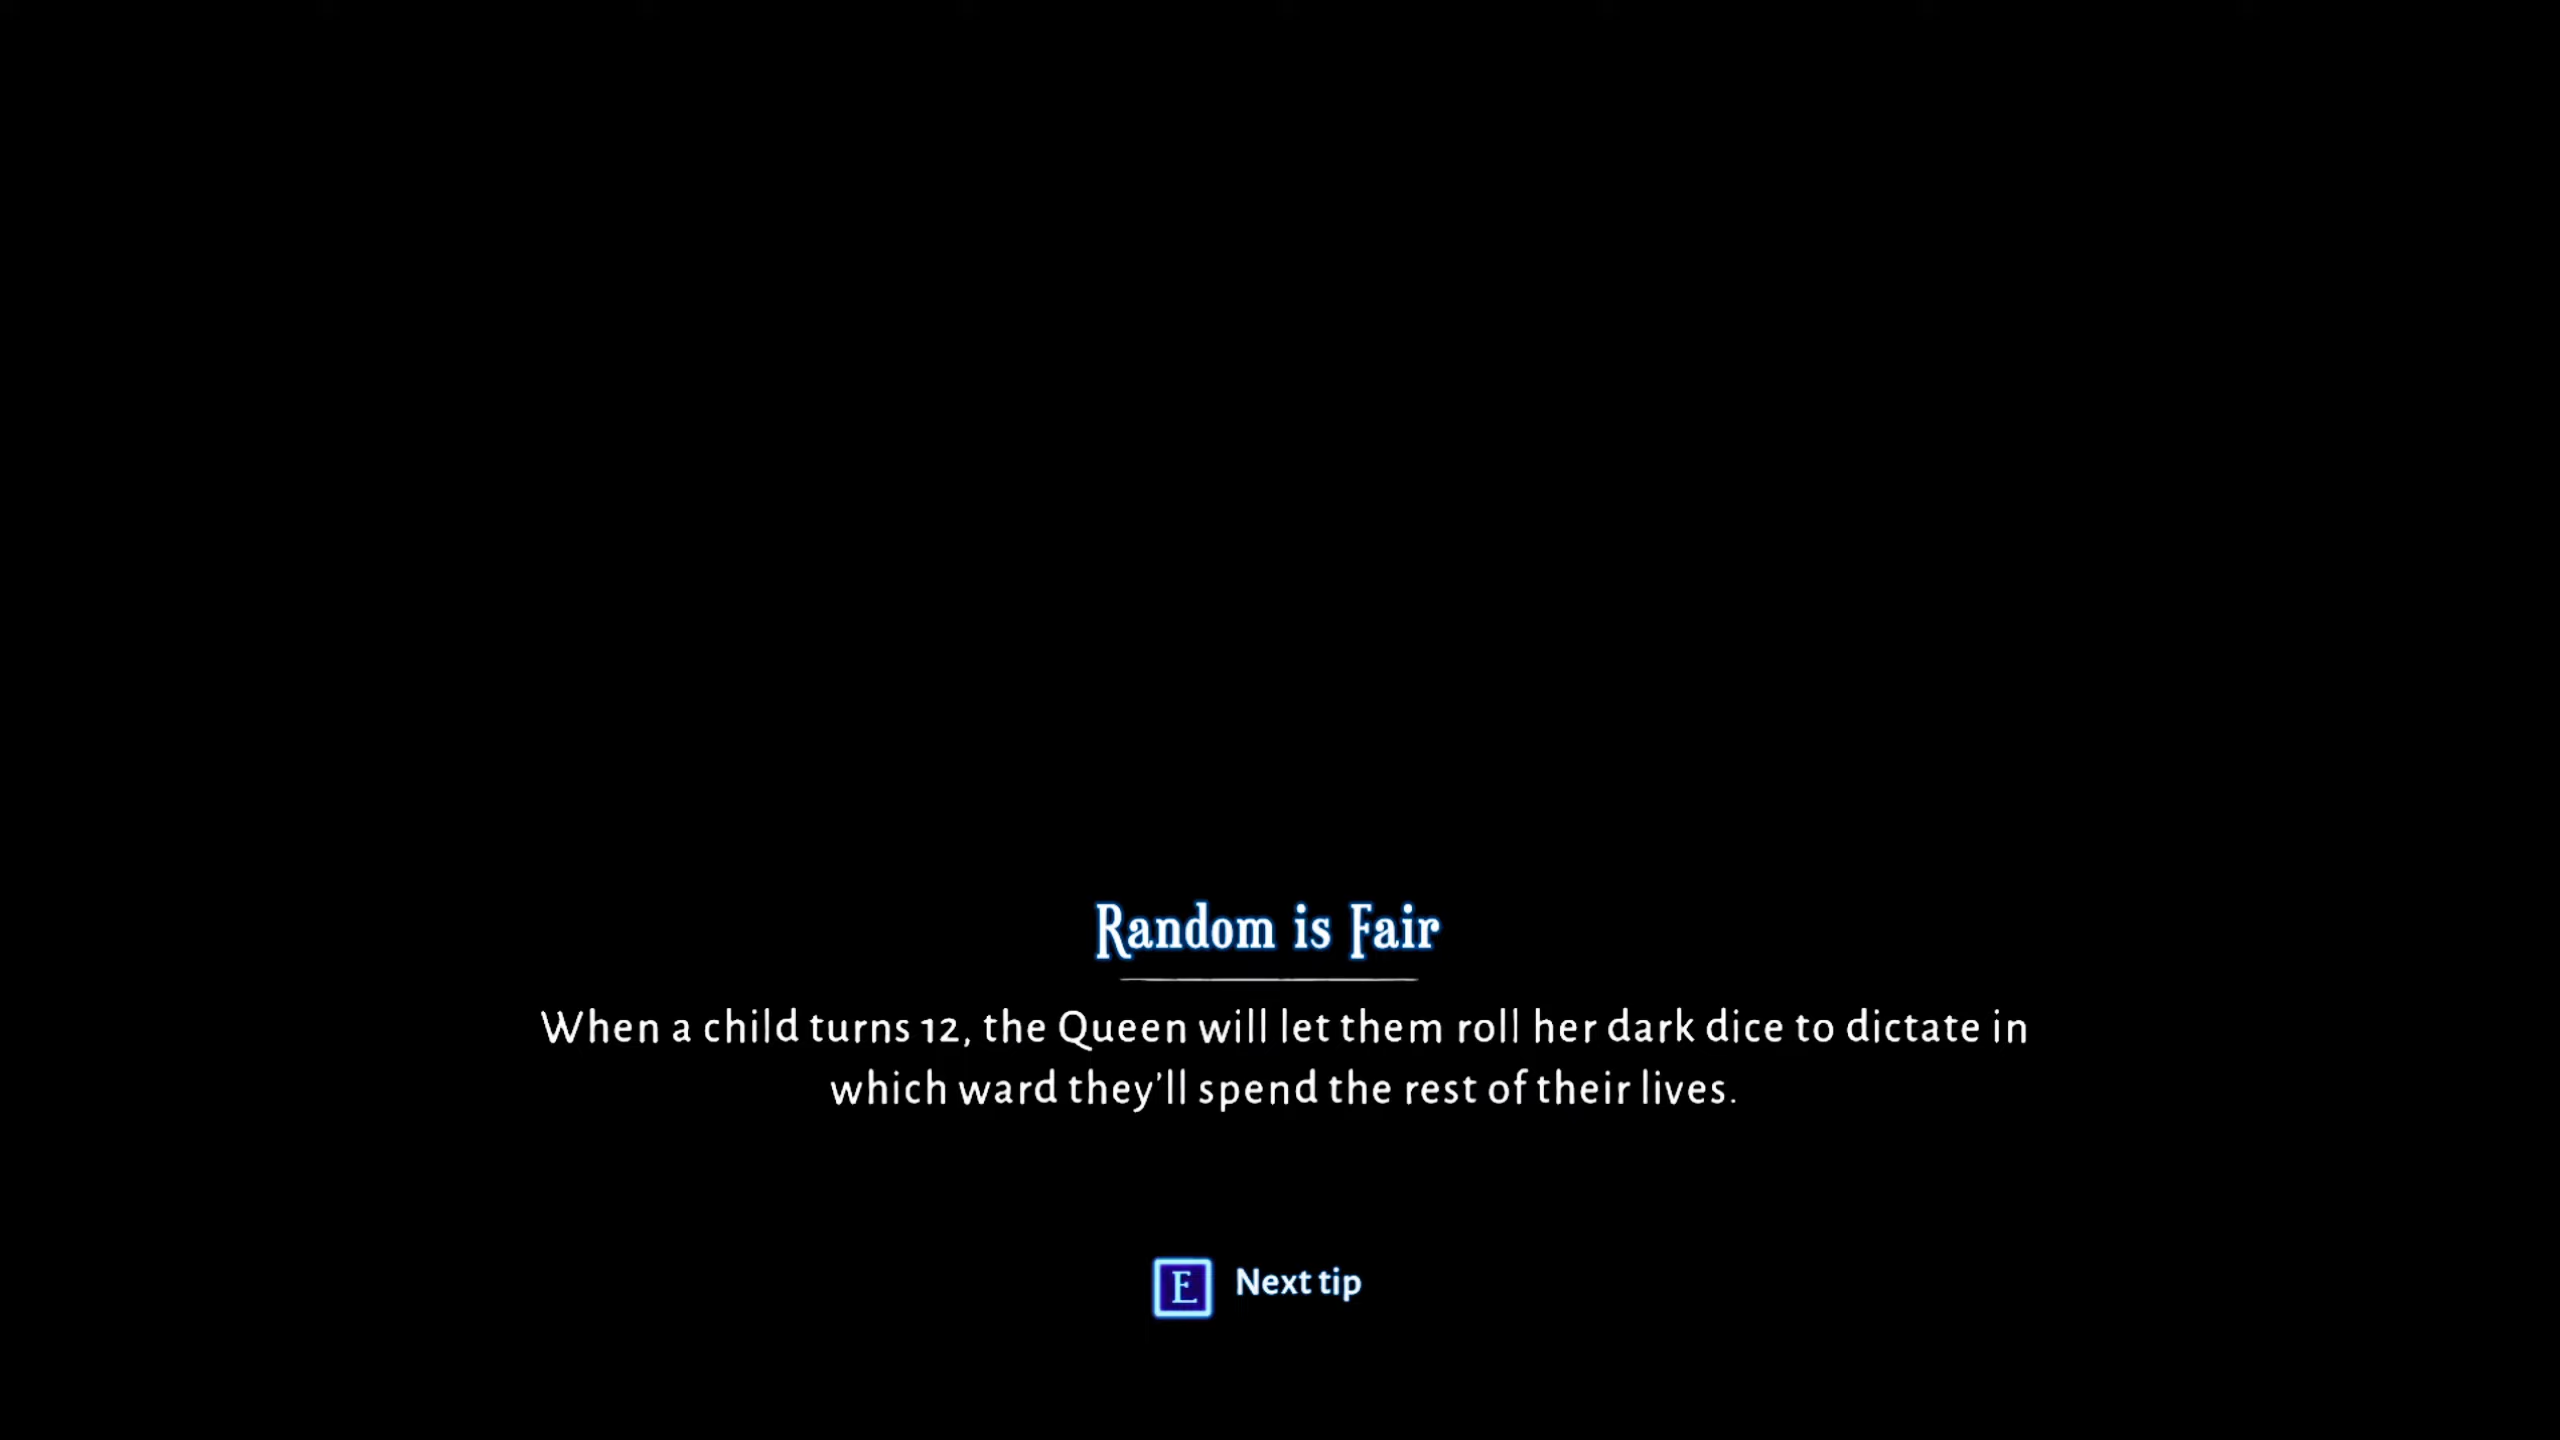 Random is Fair
When a child turns 12, the Queen will let them roll her dark dice to dictate in
which ward they'll spend the rest of their lives.
E Next tip